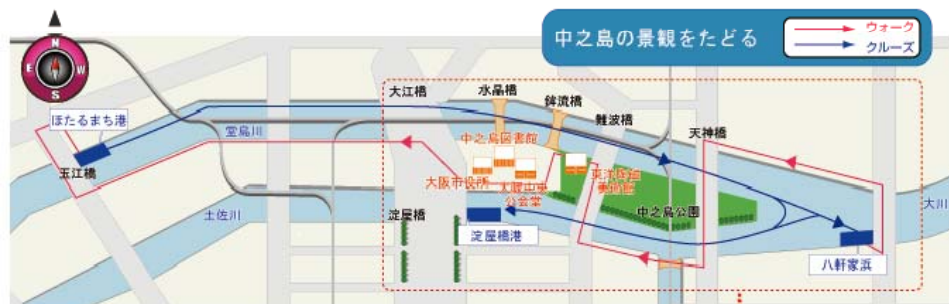 中之島の景観をたどる
ウォーク
クルーズ
N
E
W
S
ほたるまち港
玉江橋
堂島川
土佐川
大江橋
水晶橋
鉾流橋
難波橋
天神橋
中之島図書館
大阪市役所
大阪中央
公会堂
東洋陶磁
美術館
中之島公園
淀屋橋
淀屋橋港
八軒家浜
大川